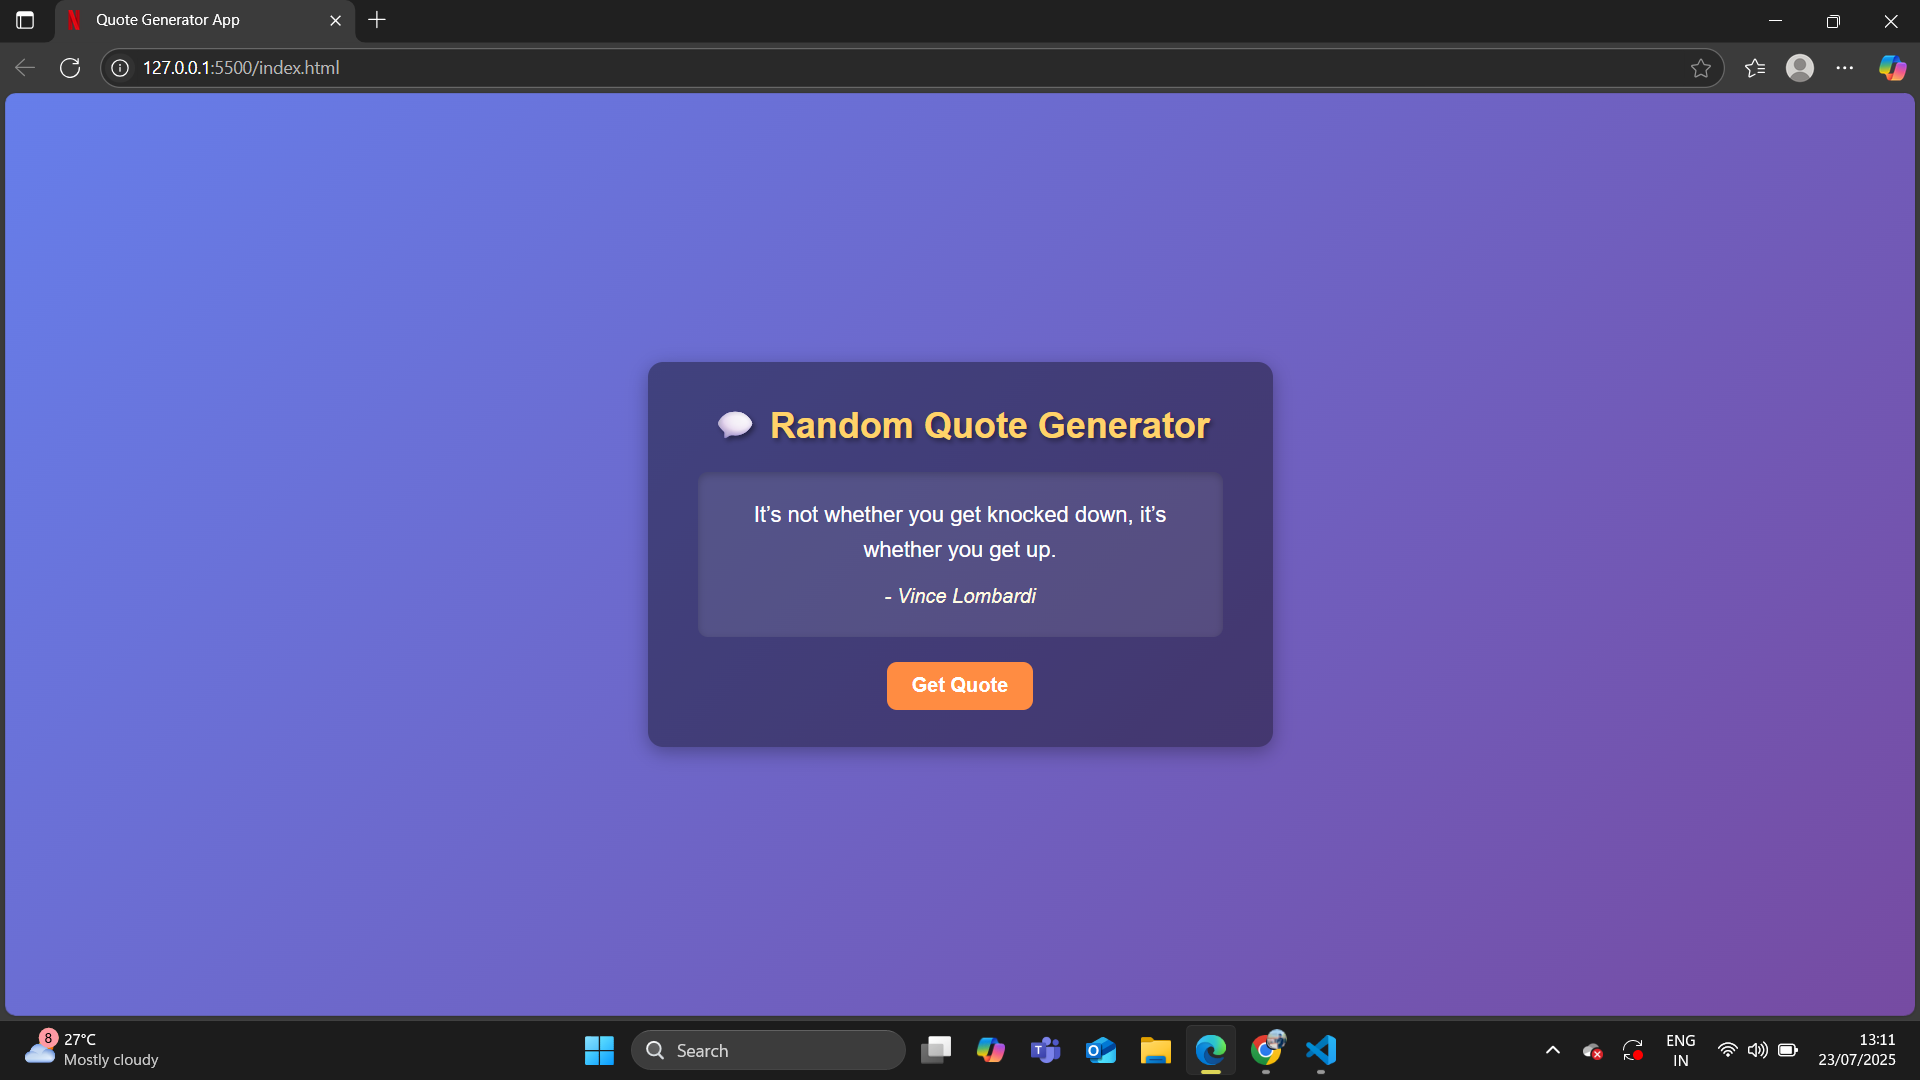 Quote Generator App
127.0.0.1:5500/index.html
Random Quote Generator
It’s not whether you get knocked down, it’s
whether you get up.
- Vince Lombardi
Get Quote
8
27°C
Mostly cloudy
Search
ENG
IN
13:11
23/07/2025